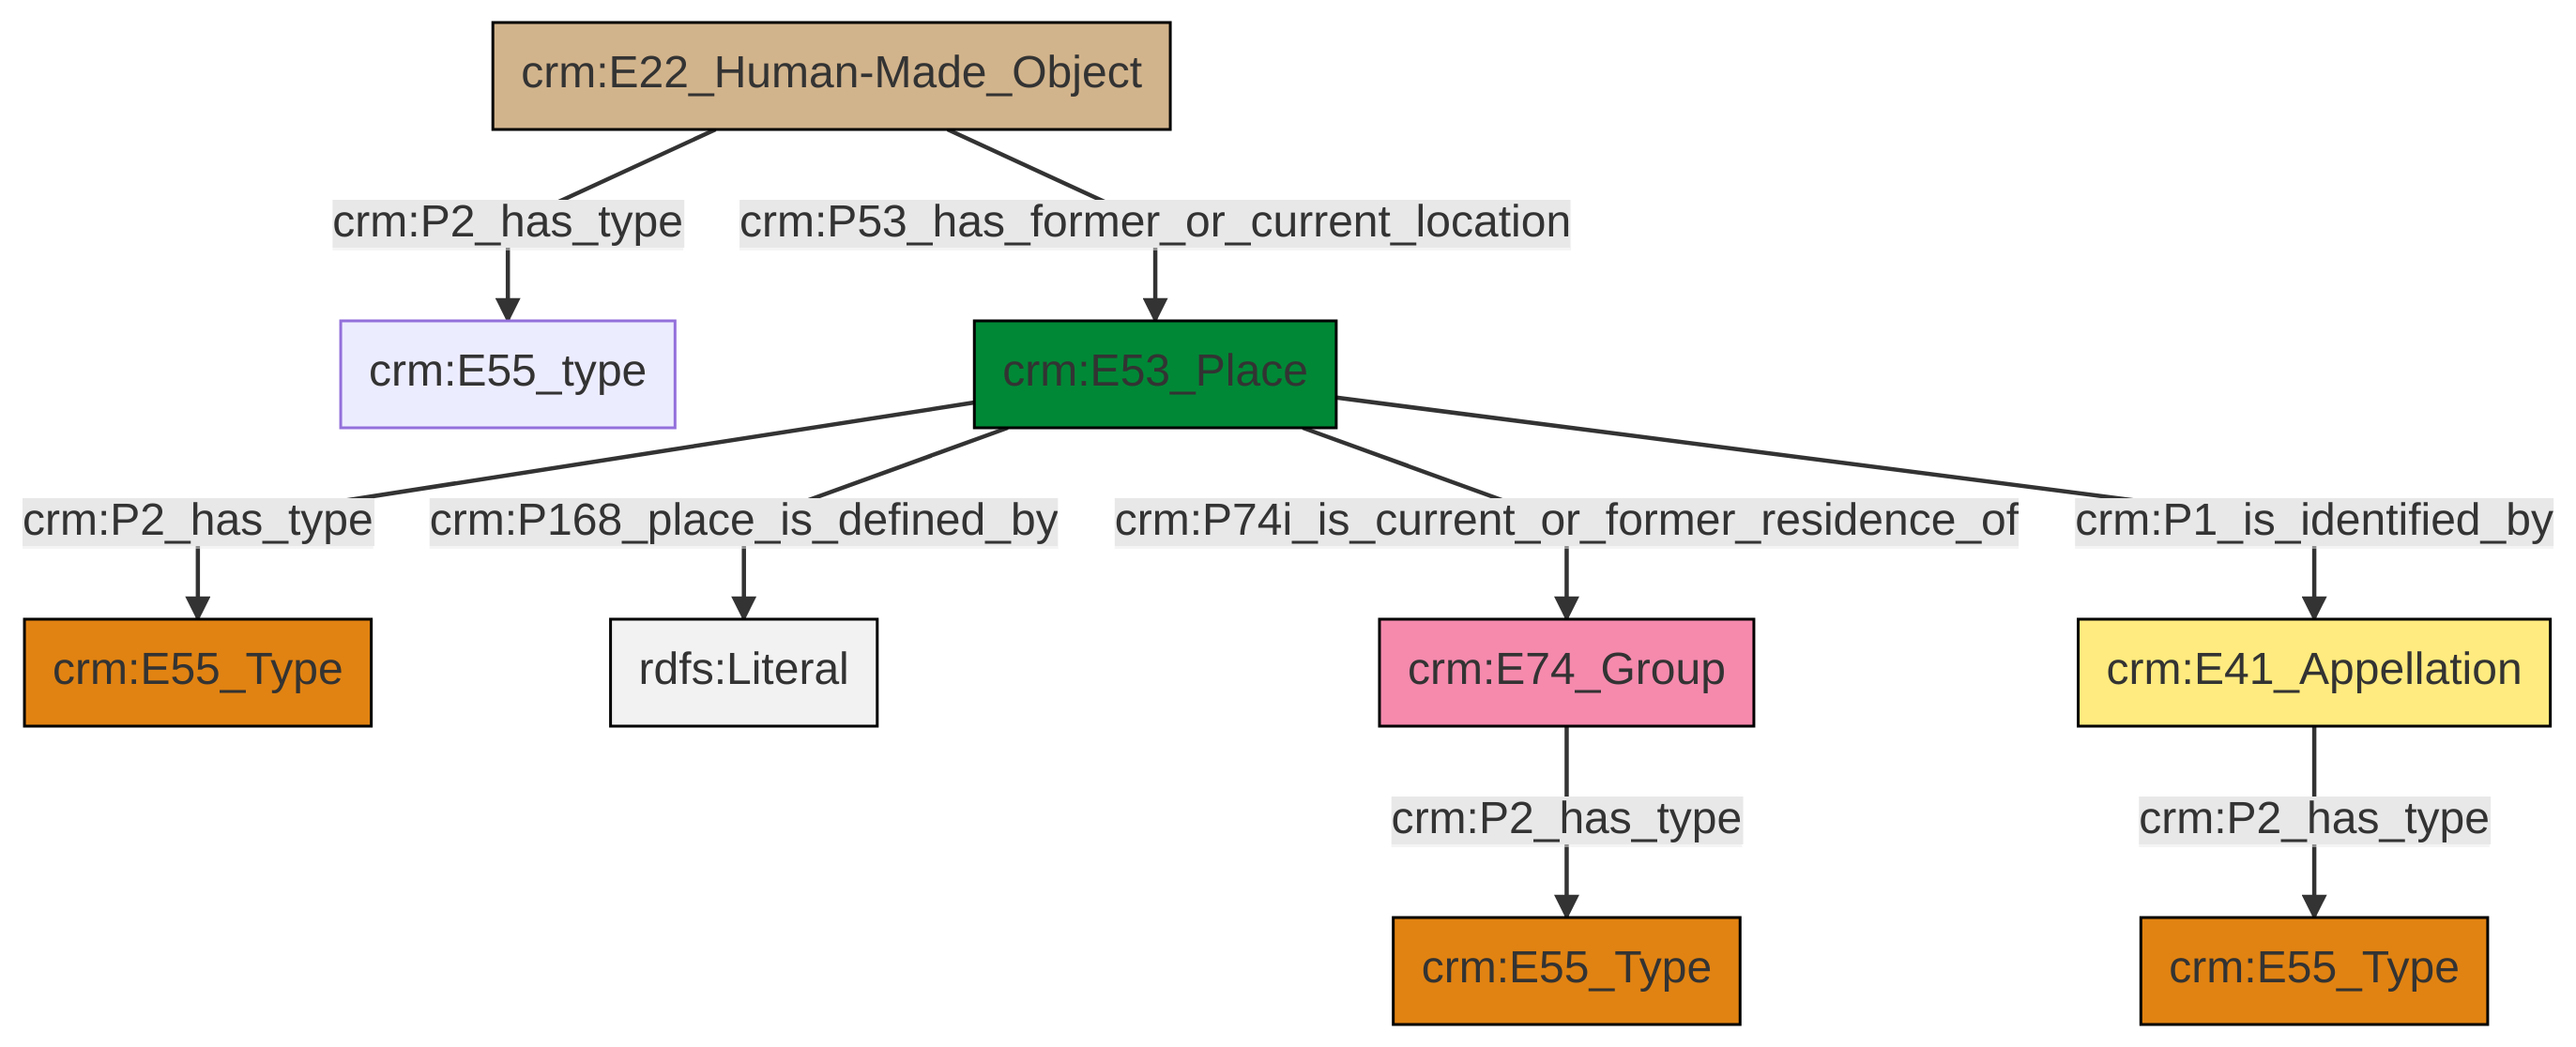 crm:E22_Human-Made_Object
crm:P2_has_type
crm:P53_has_former_or_current_location
crm:E55_type
crm:E53_Place
crm:P2_has_type
crm:P168_place_is_defined_by
crm:P74i_is_current_or_former_residence_of
crm:P1_is_identified_by
crm:E55_Type
rdfs:Literal
crm:E74_Group
crm:E41_Appellation
crm:P2_has_type
crm:P2_has_type
crm:E55_Type
crm:E55_Type